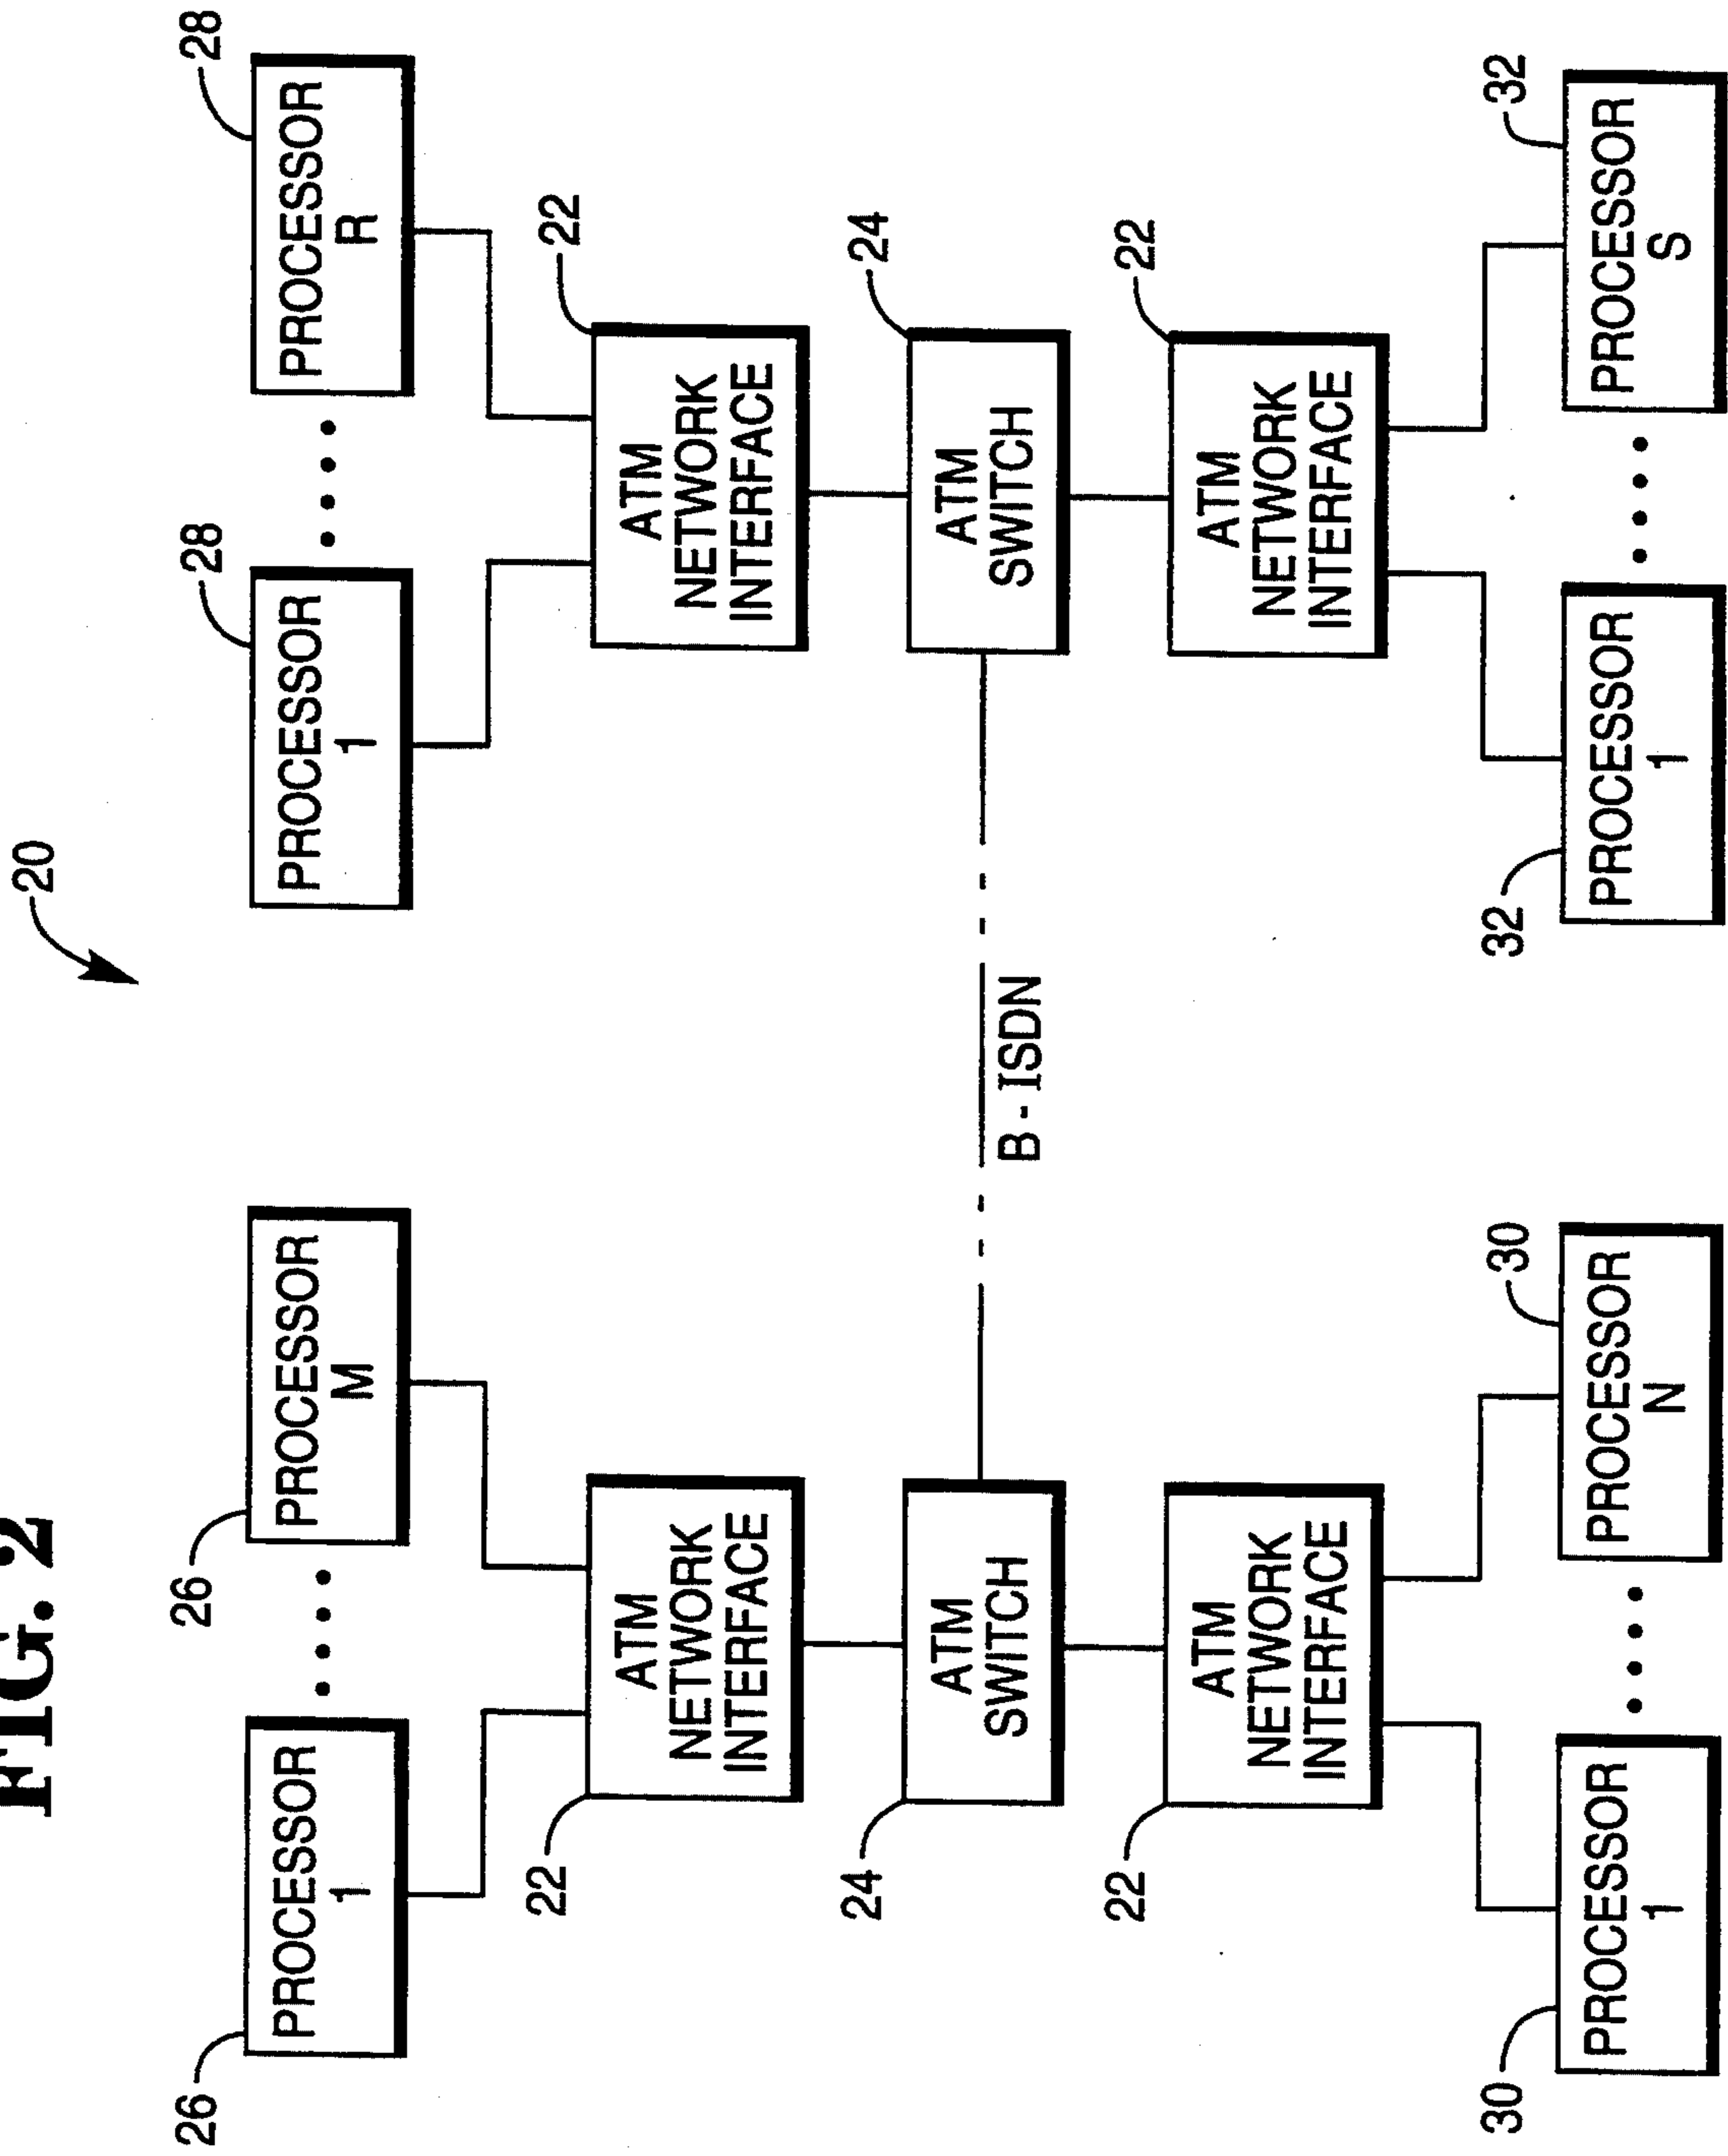 FIG. 2
20
26
PROCESSOR
1
26
PROCESSOR
M
28
PROCESSOR
1
28
PROCESSOR
R
22
ATM
NETWORK
INTERFACE
22
ATM
NETWORK
INTERFACE
24
ATM
SWITCH
B - ISDN
24
ATM
SWITCH
22
ATM
NETWORK
INTERFACE
22
ATM
NETWORK
INTERFACE
30
PROCESSOR
1
30
PROCESSOR
N
32
PROCESSOR
1
32
PROCESSOR
S